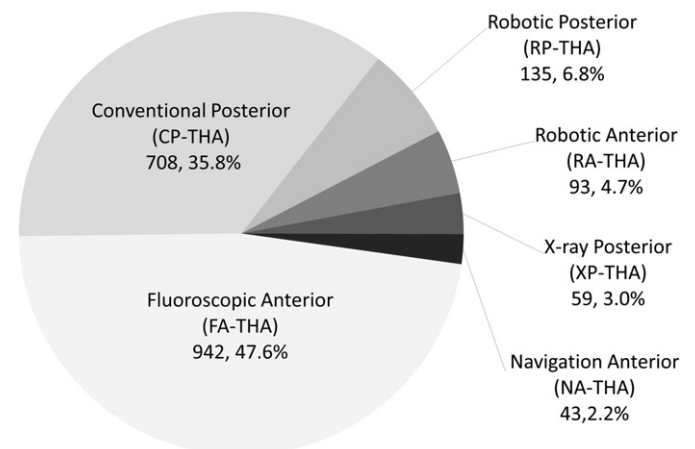 Robotic Posterior
(RP-THA)
135, 6.8%
Conventional Posterior
(CP-THA)
708, 35.8%
Robotic Anterior
(RA-THA)
93, 4.7%
X-ray Posterior
(XP-THA)
59, 3.0%
Fluoroscopic Anterior
(FA-THA)
942, 47.6%
Navigation Anterior
(NA-THA)
43,2.2%